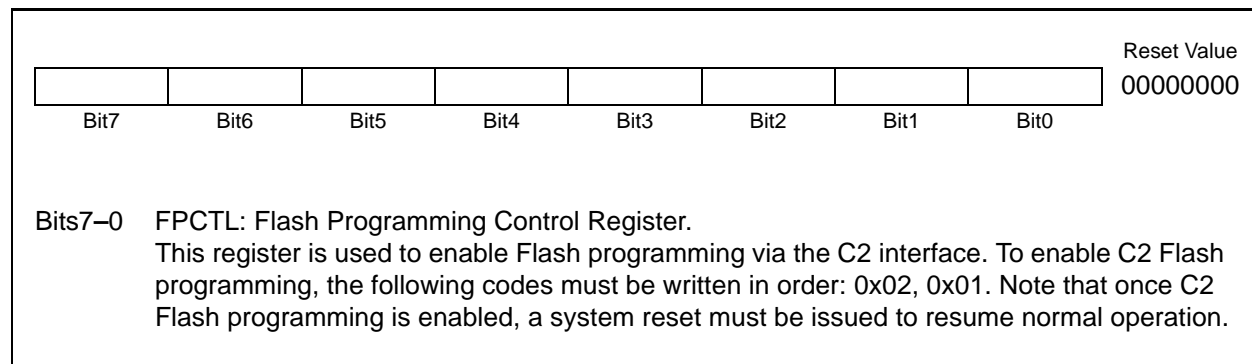 Reset Value
00000000
Bit7 Bit6 Bit5 Bit4 Bit3 Bit2 Bit1 Bit0
Bits7–0 FPCTL: Flash Programming Control Register.
This register is used to enable Flash programming via the C2 interface. To enable C2 Flash
programming, the following codes must be written in order: 0x02, 0x01. Note that once C2
Flash programming is enabled, a system reset must be issued to resume normal operation.